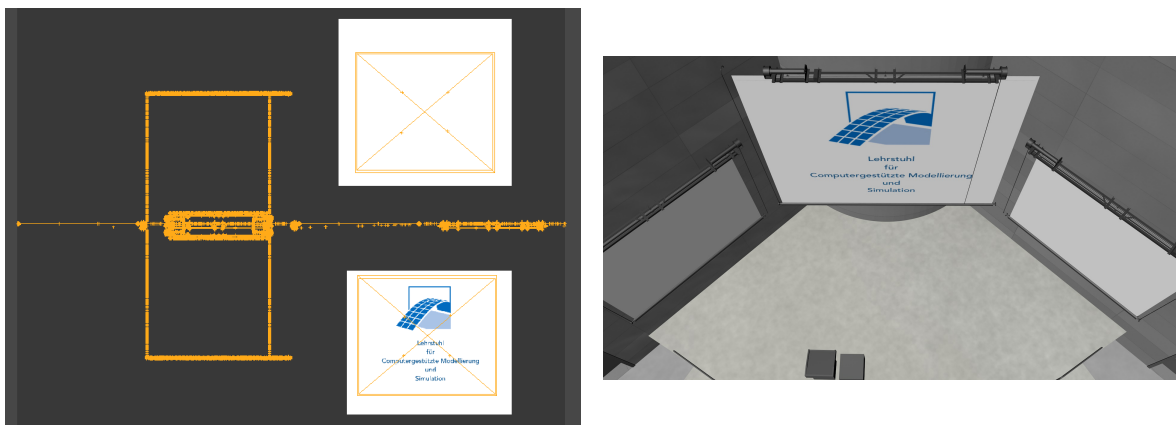 Lehrstuhl
für
Computergestützte Modellierung
und
Simulation
Lehrstuhl
für
Computergestützte Modellierung
und
Simulation